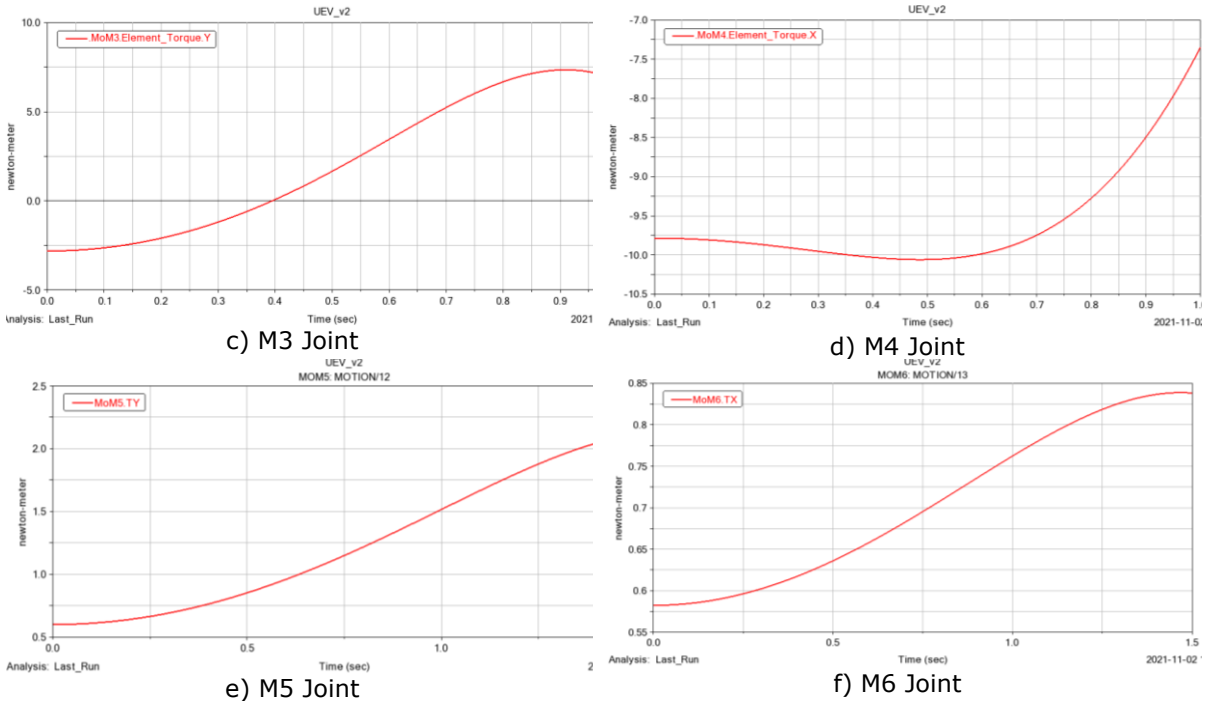 UEV_v2
10.0
MoM3.Element_Torque.Y
5.0
newton-meter
0.0
-5.0
0.0 0.1 0.2 0.3 0.4 0.5 0.6 0.7 0.8 0.9
Analysis: Last_Run Time (sec) 2021
c) M3 Joint
UEV_v2
-7.0
MoM4.Element_Torque.X
-7.5
-8.0
-8.5
newton-meter
-9.0
-9.5
-10.0
-10.5
0.0 0.1 0.2 0.3 0.4 0.5 0.6 0.7 0.8 0.9 1.
Analysis: Last_Run Time (sec) 2021-11-02
d) M4 Joint
UEV_v2
MOM5: MOTION/12
2.5
MoM5.TY
2.0
newton-meter
1.5
1.0
0.5
0.0 0.5 1.0
Analysis: Last_Run Time (sec) 2
e) M5 Joint
UEV_v2
MOM6: MOTION/13
0.85
MoM6.TX
0.8
0.75
newton-meter
0.7
0.65
0.6
0.55
0.0 0.5 1.0 1.5
Analysis: Last_Run Time (sec) 2021-11-02
f) M6 Joint